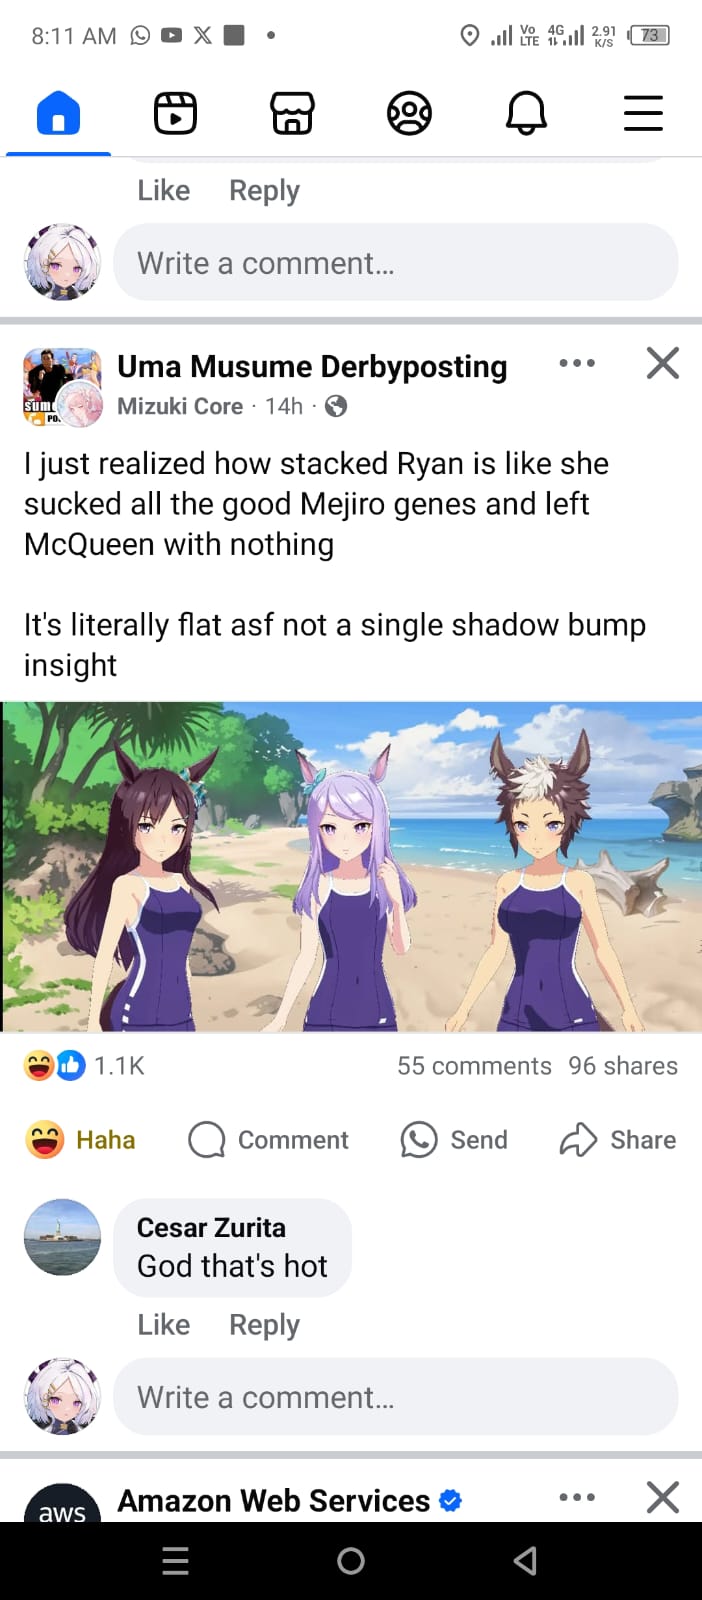 8:11 AM
Vo
LTE
4G
2.91
K/S
73
Like Reply
Write a comment...
Uma Musume Derbyposting
Mizuki Core · 14h ·
I just realized how stacked Ryan is like she
sucked all the good Mejiro genes and left
McQueen with nothing
It's literally flat asf not a single shadow bump
insight
1.1K 55 comments 96 shares
Haha Comment Send Share
Cesar Zurita
God that's hot
Like Reply
Write a comment...
aws
Amazon Web Services